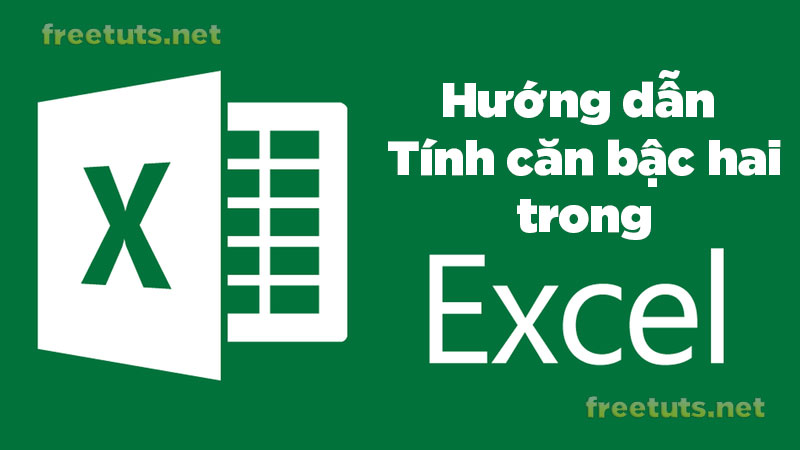 freetuts.net
X
Hướng dẫn
Tính căn bậc hai
trong
Excel
freetuts.net